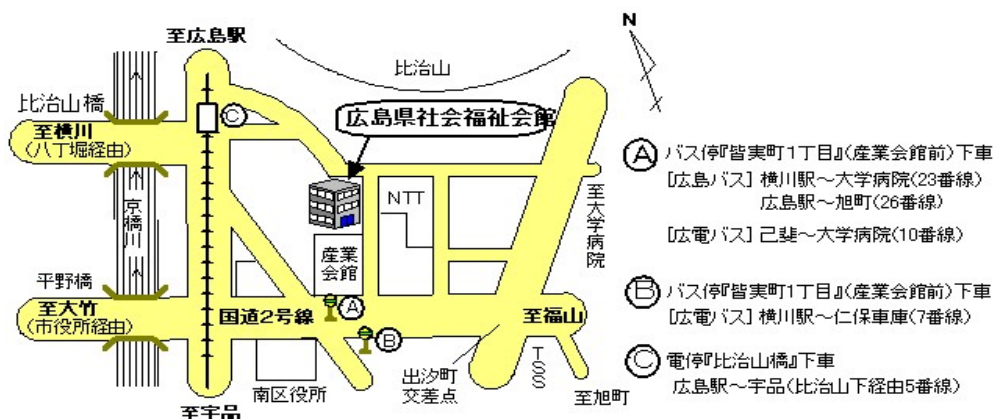 至広島駅
N
比治山
比治山橋
C
広島県社会福祉会館
至横川
(八丁堀経由)
京橋川
NTT
産業
会館
至大学病院
平野橋
A
至大竹
(市役所経由)
国道2号線
至福山
B
南区役所
出汐町
交差点
TSS
至旭町
至宇品
A バス停『皆実町1丁目』(産業会館前)下車
[広島バス] 横川駅~大学病院(23番線)
広島駅~旭町(26番線)
[広電バス] 己斐~大学病院(10番線)
B バス停『皆実町1丁目』(産業会館前)下車
[広電バス] 横川駅~仁保車庫(7番線)
C 電停『比治山橋』下車
広島駅~宇品(比治山下経由5番線)